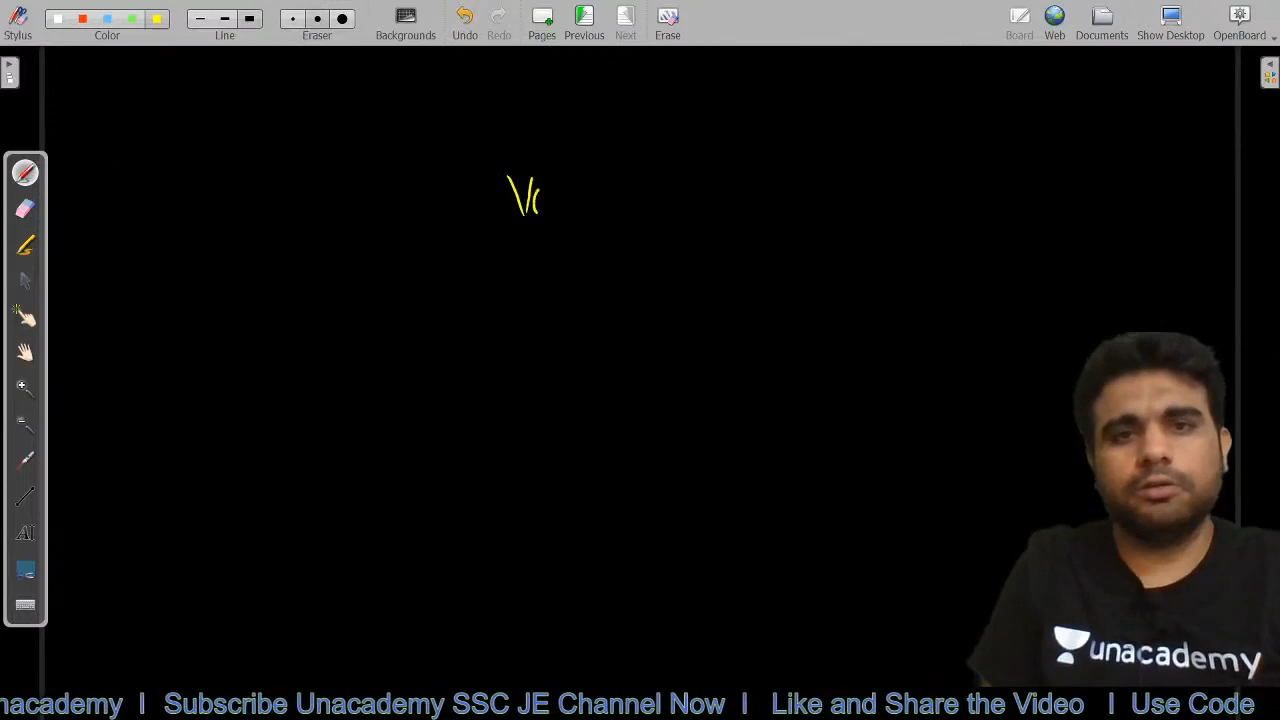 Stylus Color Line Eraser Backgrounds Undo Redo Pages Previous Next Erase Board Web Documents Show Desktop OpenBoard
unacademy
nacademy I Subscribe Unacademy SSC JE Channel Now I Like and Share the Video I Use Code